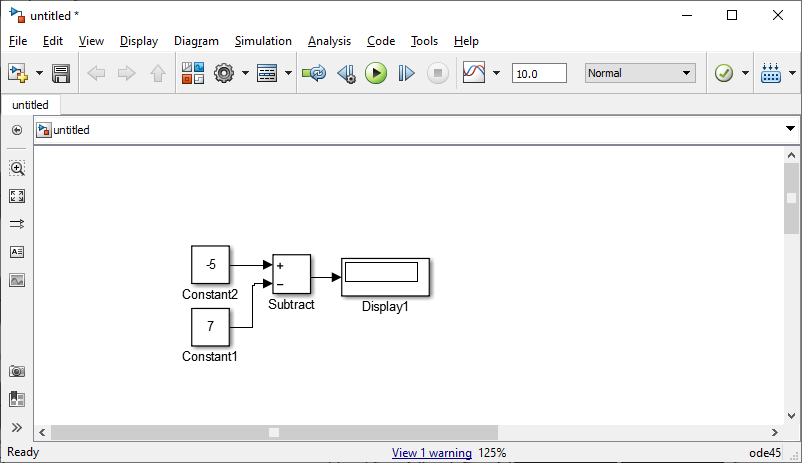 untitled *
File Edit View Display Diagram Simulation Analysis Code Tools Help
10.0 Normal
untitled
untitled
-5
+
Constant2
−
Subtract
Display1
7
Constant1
Ready View 1 warning 125% ode45